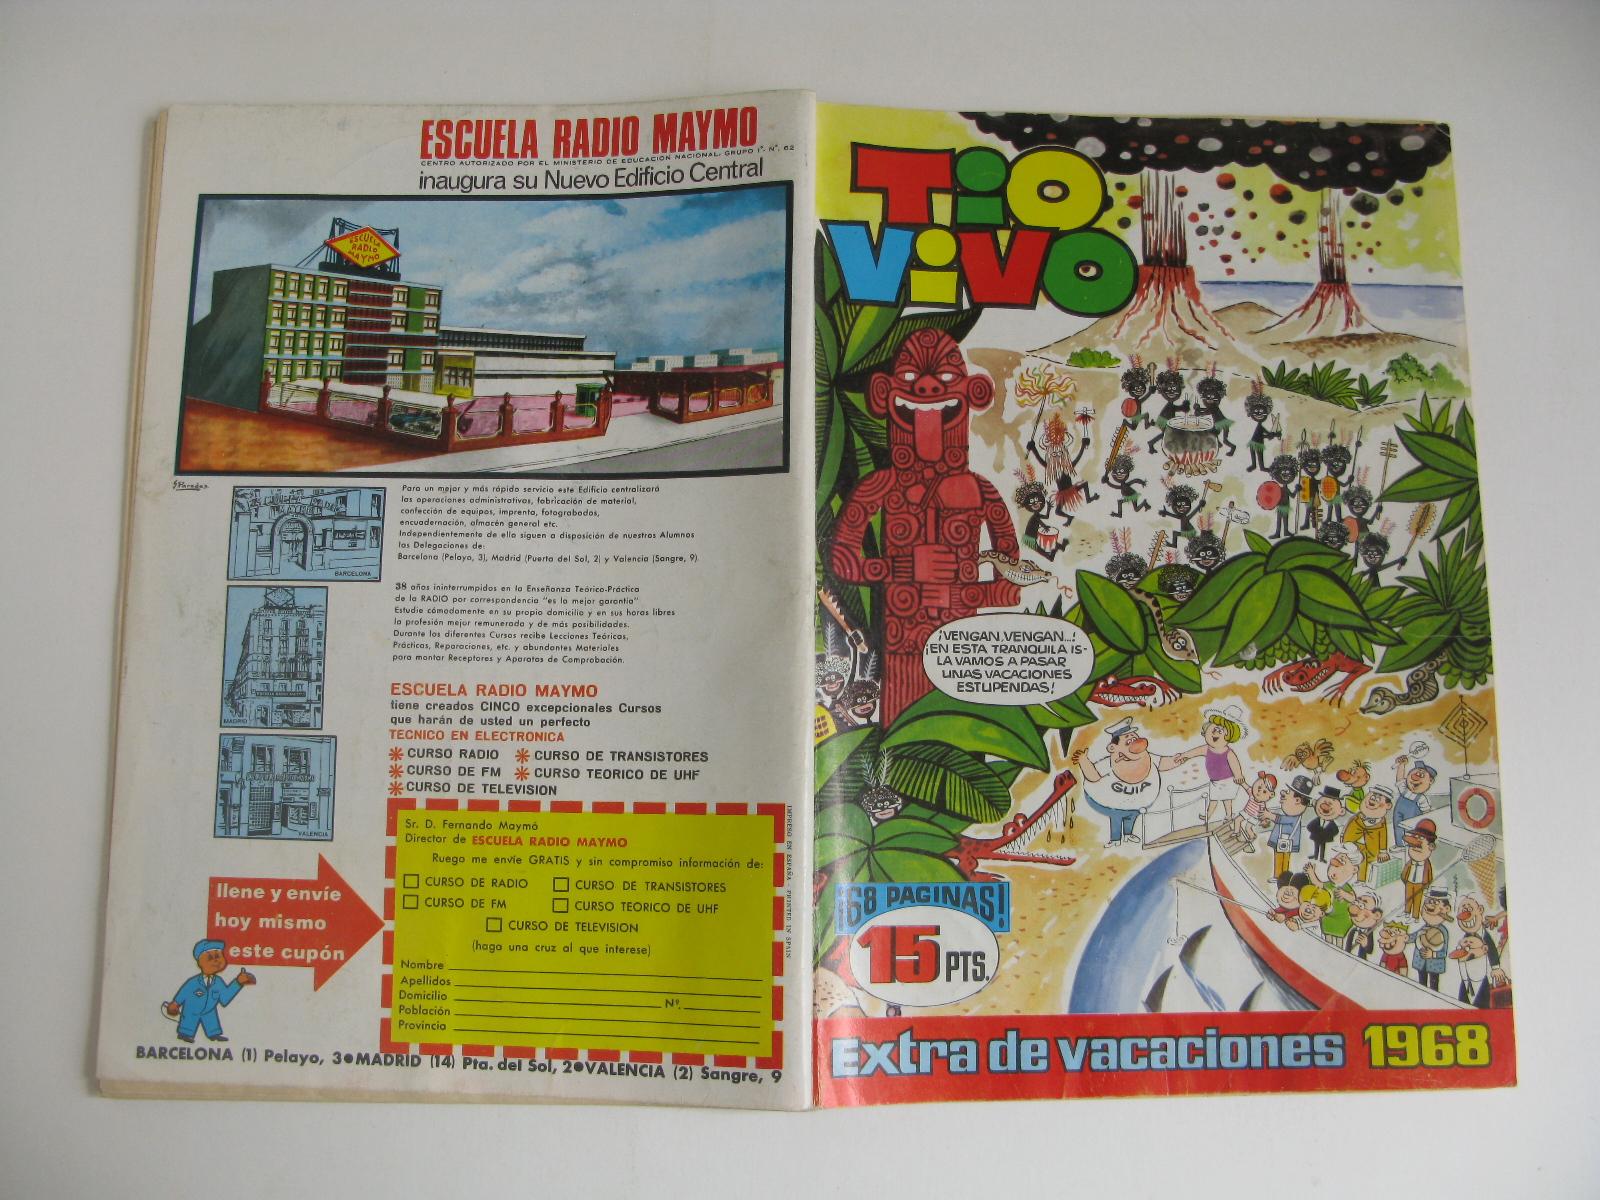 ESCUELA RADIO MAYMO
CENTRO AUTORIZADO POR EL MINISTERIO DE EDUCACION NACIONAL. GRUPO 1º. Nº. 62
inaugura su Nuevo Edificio Central
ESCUELA
RADIO
MAYMO
Para un mejor y más rápido servicio este Edificio centralizará
las operaciones administrativas, fabricación de material,
confección de equipos, imprenta, fotograbados,
encuadernación, almacén general etc.
Independientemente de ello siguen a disposición de nuestros Alumnos
las Delegaciones de:
Barcelona (Pelayo, 3), Madrid (Puerta del Sol, 2) y Valencia (Sangre, 9).
BARCELONA
38 años ininterrumpidos en la Enseñanza Teórico-Práctica
de la RADIO por correspondencia "es la mejor garantía"
Estudie cómodamente en su propio domicilio y en sus horas libres
la profesión mejor remunerada y de más posibilidades.
Durante los diferentes Cursos recibe Lecciones Teóricas,
Prácticas, Reparaciones, etc. y abundantes Materiales
para montar Receptores y Aparatos de Comprobación.
MADRID
ESCUELA RADIO MAYMO
tiene creados CINCO excepcionales Cursos
que harán de usted un perfecto
TECNICO EN ELECTRONICA
CURSO RADIO
CURSO DE TRANSISTORES
CURSO DE FM
CURSO TEORICO DE UHF
CURSO DE TELEVISION
VALENCIA
Sr. D. Fernando Maymó
Director de ESCUELA RADIO MAYMO
Ruego me envíe GRATIS y sin compromiso información de:
CURSO DE RADIO
CURSO DE TRANSISTORES
CURSO DE FM
CURSO TEORICO DE UHF
CURSO DE TELEVISION
(haga una cruz al que interese)
Nombre
Apellidos
Domicilio Nº.
Población
Provincia
llene y envíe
hoy mismo
este cupón
IMPRESO EN ESPAÑA - PRINTED IN SPAIN
BARCELONA (1) Pelayo, 3●MADRID (14) Pta. del Sol, 2●VALENCIA (2) Sangre, 9
TiO
ViVO
¡VENGAN, VENGAN...!
¡EN ESTA TRANQUILA IS-
LA VAMOS A PASAR
UNAS VACACIONES
ESTUPENDAS!
GUIA
¡68 PAGINAS!
15 PTS.
Extra de vacaciones 1968